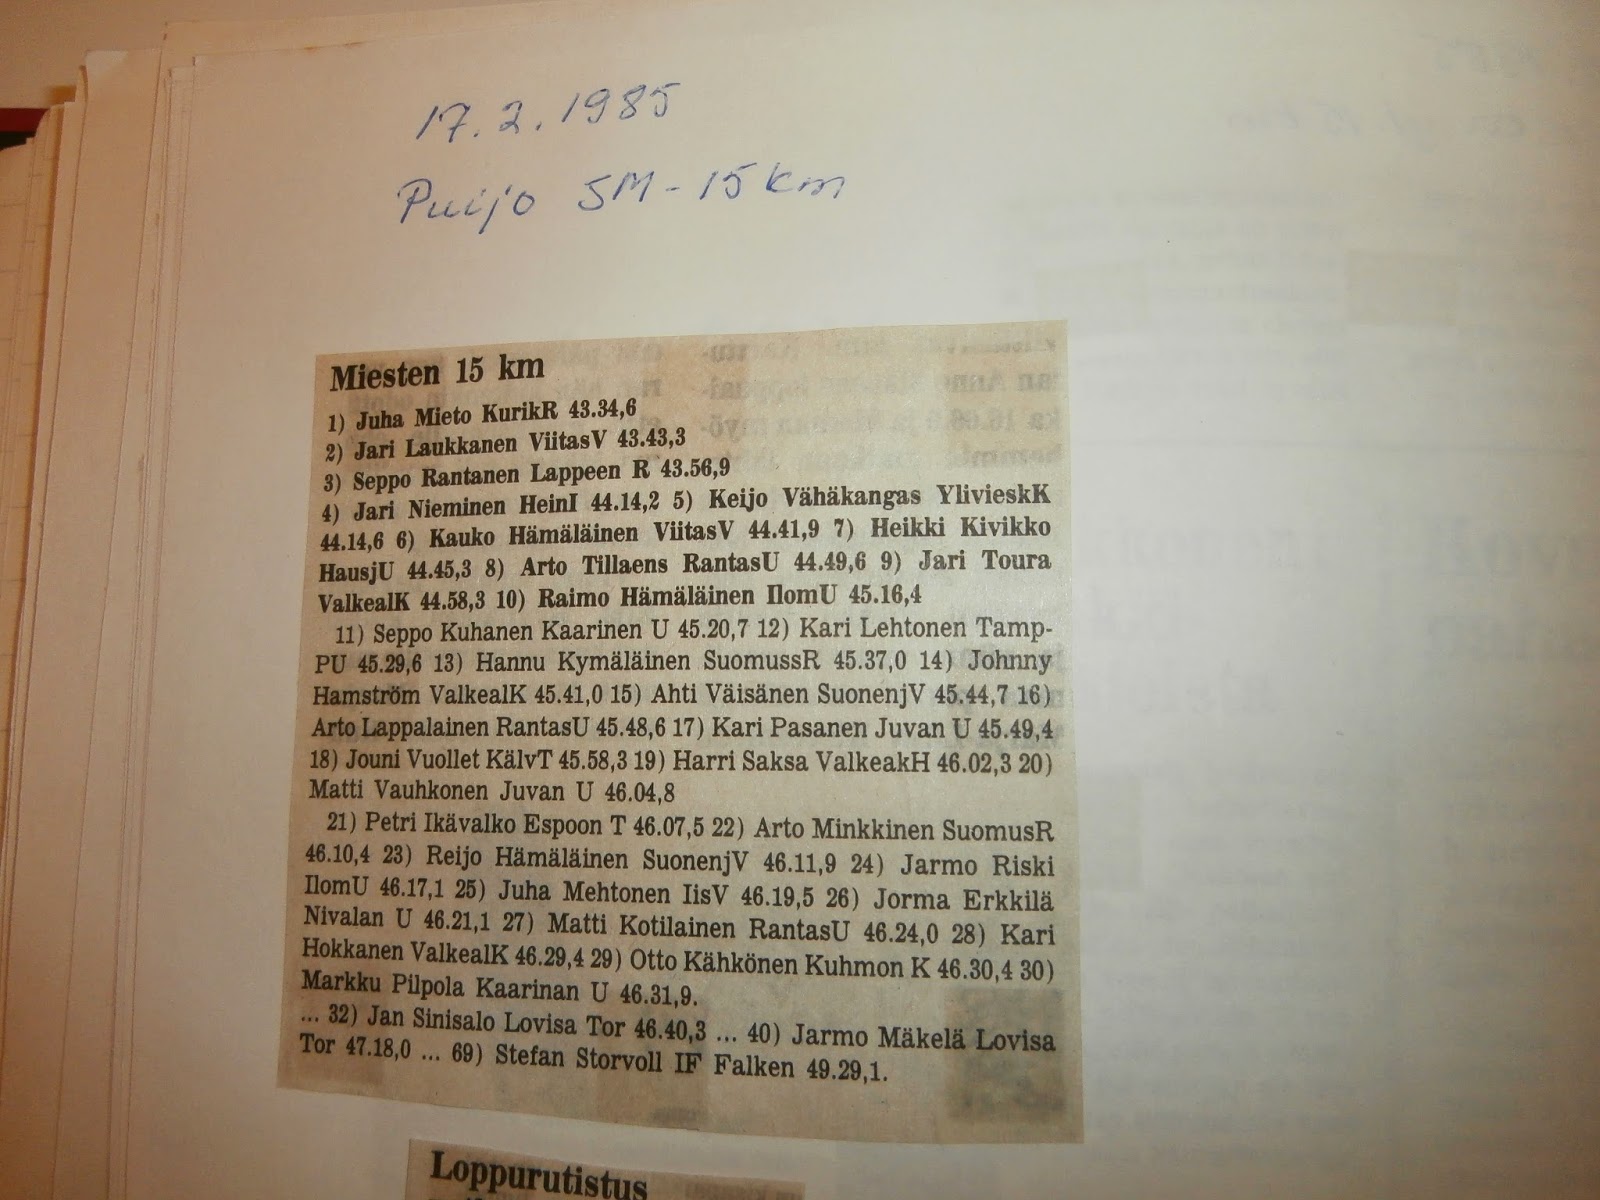 17.2.1985
Puijo SM-15km
Miesten 15 km
1) Juha Mieto KurikR 43.34,6
2) Jari Laukkanen ViitasV 43.43,3
3) Seppo Rantanen Lappeen R 43.56,9
4) Jari Nieminen HeinI 44.14,2 5) Keijo Vähäkangas YlivieskK
44.14,6 6) Kauko Hämäläinen ViitasV 44.41,9 7) Heikki Kivikko
HausjU 44.45,3 8) Arto Tillaens RantasU 44.49,6 9) Jari Toura
ValkealK 44.58,3 10) Raimo Hämäläinen IlomU 45.16,4
11) Seppo Kuhanen Kaarinen U 45.20,7 12) Kari Lehtonen Tamp-
PU 45.29,6 13) Hannu Kymäläinen SuomussR 45.37,0 14) Johnny
Hamström ValkealK 45.41,0 15) Ahti Väisänen SuonenjV 45.44,7 16)
Arto Lappalainen RantasU 45.48,6 17) Kari Pasanen Juvan U 45.49,4
18) Jouni Vuollet KälvT 45.58,3 19) Harri Saksa ValkeakH 46.02,3 20)
Matti Vauhkonen Juvan U 46.04,8
21) Petri Ikävalko Espoon T 46.07,5 22) Arto Minkkinen SuomusR
46.10,4 23) Reijo Hämäläinen SuonenjV 46.11,9 24) Jarmo Riski
IlomU 46.17,1 25) Juha Mehtonen IisV 46.19,5 26) Jorma Erkkilä
Nivalan U 46.21,1 27) Matti Kotilainen RantasU 46.24,0 28) Kari
Hokkanen ValkealK 46.29,4 29) Otto Kähkönen Kuhmon K 46.30,4 30)
Markku Pilpola Kaarinan U 46.31,9.
... 32) Jan Sinisalo Lovisa Tor 46.40,3 ... 40) Jarmo Mäkelä Lovisa
Tor 47.18,0 ... 69) Stefan Storvoll IF Falken 49.29,1.
Loppurutistus